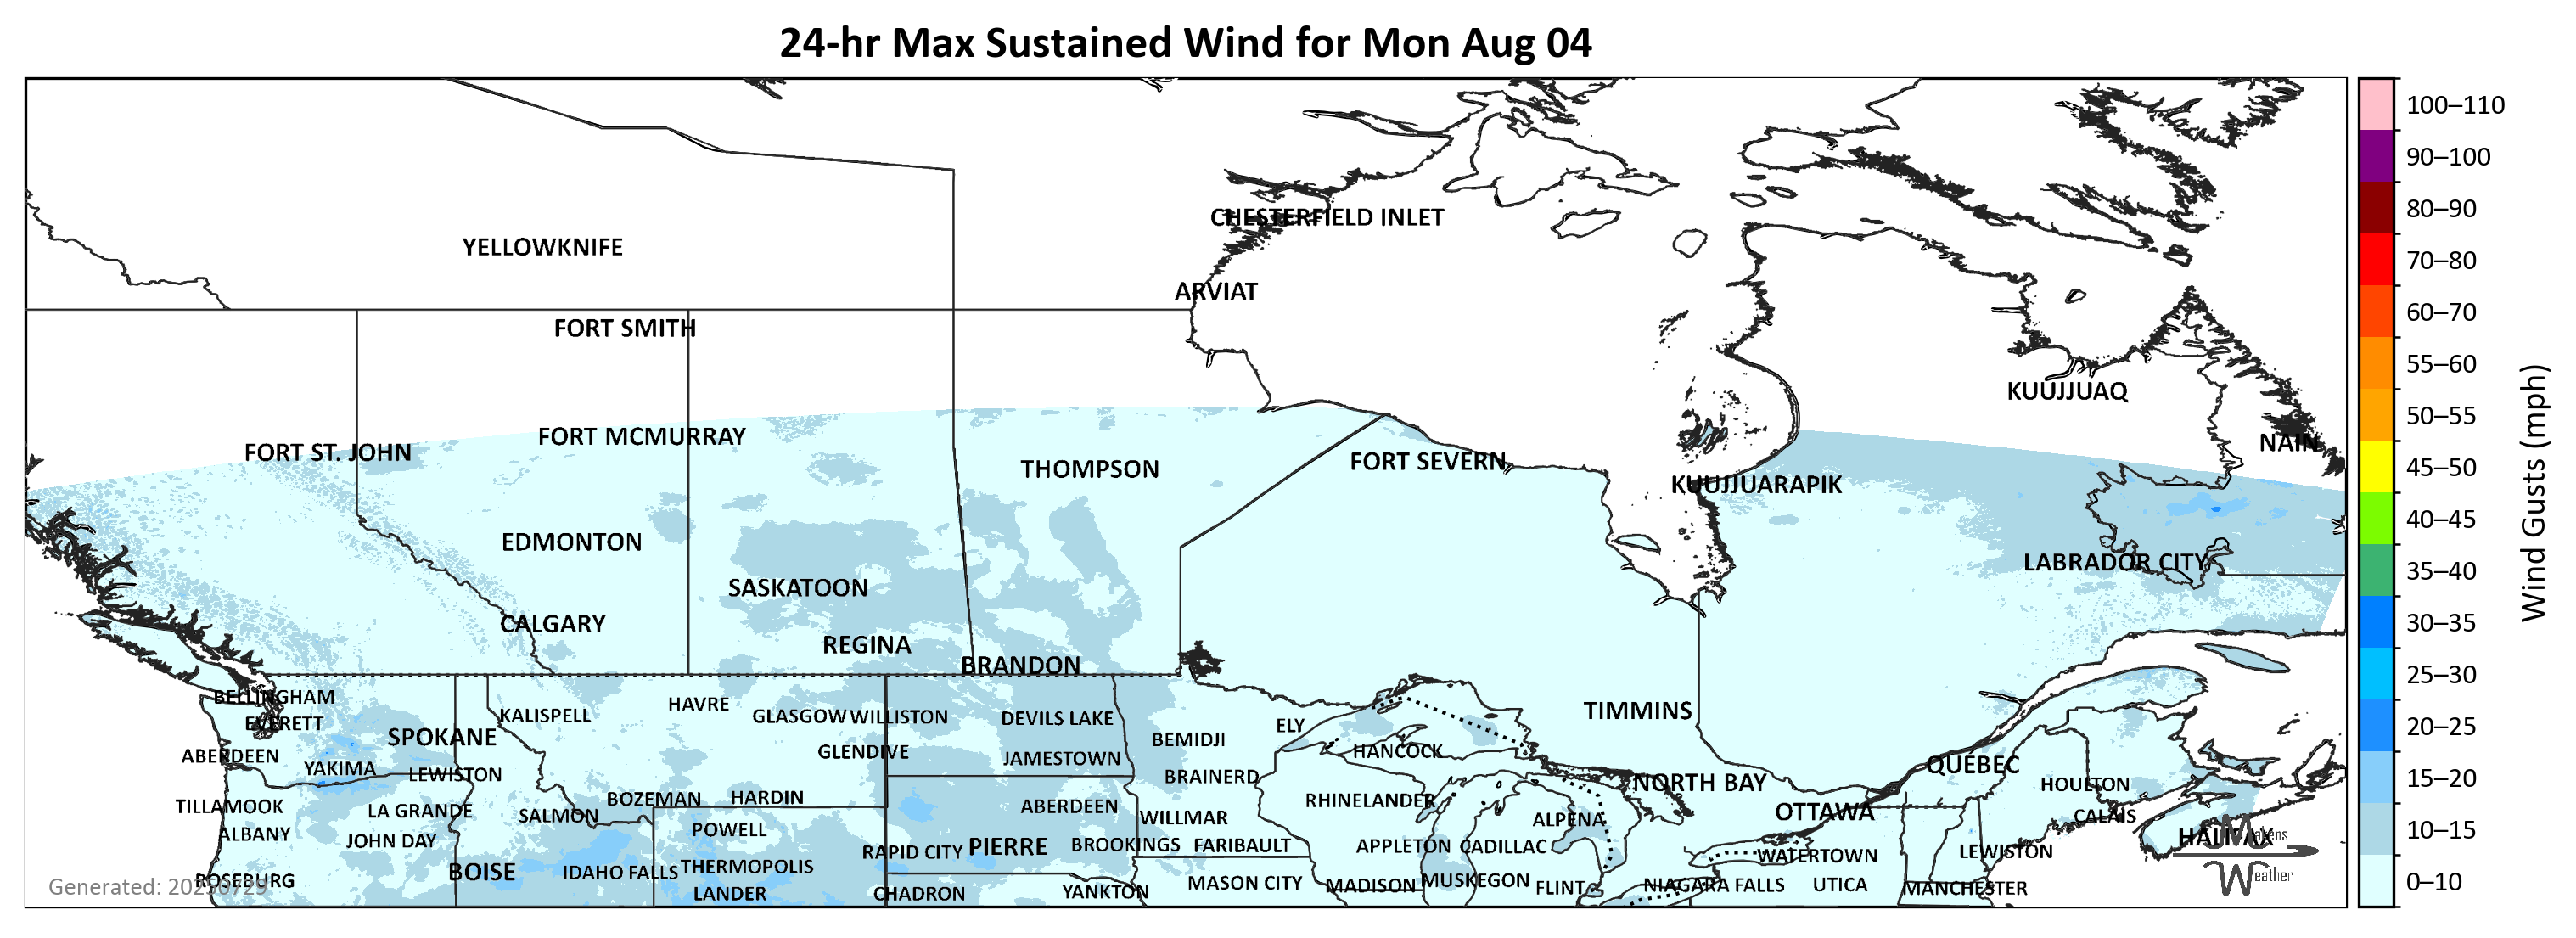 24-hr Max Sustained Wind for Mon Aug 04
CHESTERFIELD INLET
YELLOWKNIFE
ARVIAT
FORT SMITH
KUUJJUAQ
FORT MCMURRAY
NAIN
FORT ST. JOHN
FORT SEVERN
THOMPSON
KUUJJUARAPIK
EDMONTON
LABRADOR CITY
SASKATOON
CALGARY
REGINA
BRANDON
BELLINGHAM
HAVRE
TIMMINS
KALISPELL
GLASGOW
WILLISTON
DEVILS LAKE
EVERETT
ELY
SPOKANE
BEMIDJI
GLENDIVE
HANCOCK
ABERDEEN
JAMESTOWN
QUÉBEC
YAKIMA
LEWISTON
BRAINERD
NORTH BAY
HOULTON
BOZEMAN
HARDIN
RHINELANDER
TILLAMOOK
ABERDEEN
LA GRANDE
OTTAWA
SALMON
WILLMAR
CALAIS
ALPENA
POWELL
ALBANY
HALIFAX
Makens
JOHN DAY
PIERRE
BROOKINGS
FARIBAULT
APPLETON
CADILLAC
RAPID CITY
LEWISTON
WATERTOWN
THERMOPOLIS
BOISE
IDAHO FALLS
Weather
ROSEBURG
MUSKEGON
MASON CITY
MADISON
NIAGARA FALLS
UTICA
Generated: 20250729
FLINT
MANCHESTER
YANKTON
LANDER
CHADRON
100–110
90–100
80–90
70–80
60–70
55–60
50–55
45–50
40–45
35–40
30–35
25–30
20–25
15–20
10–15
0–10
Wind Gusts (mph)